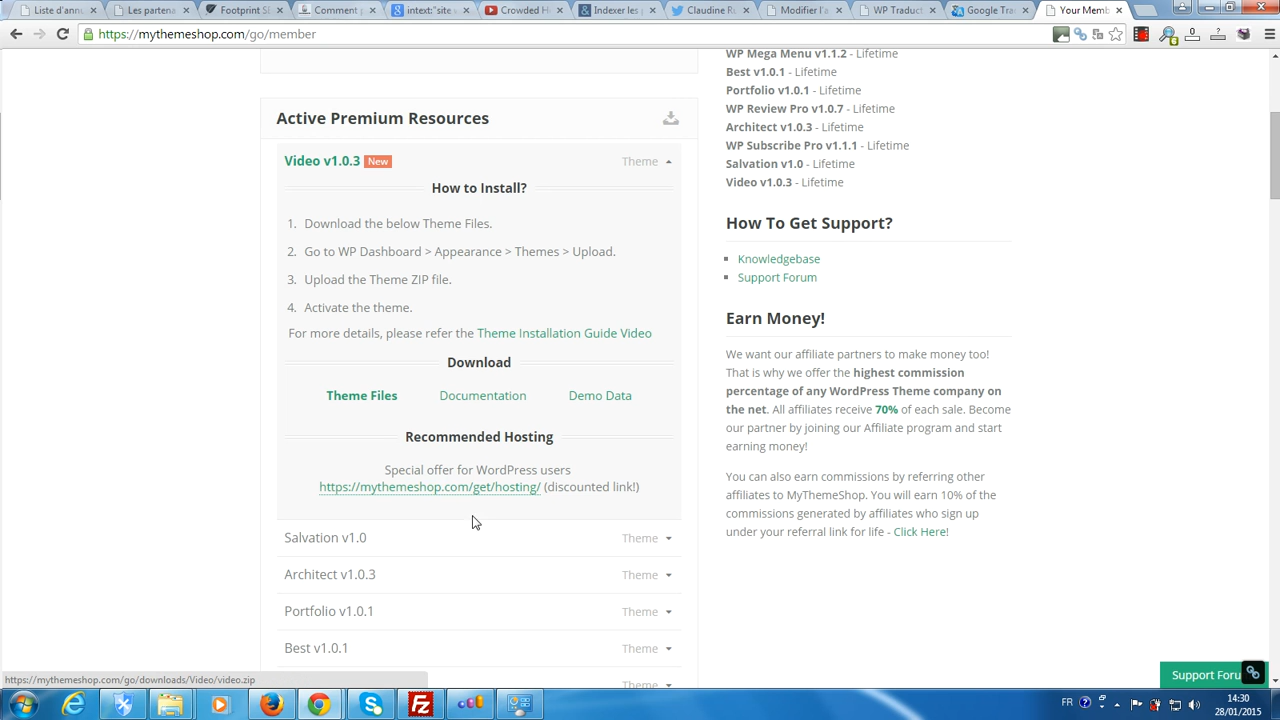 Liste d'annu
Les partena
Footprint SE
Comment p
intext:"site w
Crowded H
Indexer les p
Claudine Ru
Modifier l'a
WP Traduct
Google Trad
Your Memb
https://mythemeshop.com/go/member
Active Premium Resources
Video v1.0.3 New Theme
How to Install?
1. Download the below Theme Files.
2. Go to WP Dashboard > Appearance > Themes > Upload.
3. Upload the Theme ZIP file.
4. Activate the theme.
For more details, please refer the Theme Installation Guide Video
Download
Theme Files Documentation Demo Data
Recommended Hosting
Special offer for WordPress users
https://mythemeshop.com/get/hosting/ (discounted link!)
Salvation v1.0 Theme
Architect v1.0.3 Theme
Portfolio v1.0.1 Theme
Best v1.0.1 Theme
Theme
WP Mega Menu v1.1.2 - Lifetime
Best v1.0.1 - Lifetime
Portfolio v1.0.1 - Lifetime
WP Review Pro v1.0.7 - Lifetime
Architect v1.0.3 - Lifetime
WP Subscribe Pro v1.1.1 - Lifetime
Salvation v1.0 - Lifetime
Video v1.0.3 - Lifetime
How To Get Support?
Knowledgebase
Support Forum
Earn Money!
We want our affiliate partners to make money too!
That is why we offer the highest commission
percentage of any WordPress Theme company on
the net. All affiliates receive 70% of each sale. Become
our partner by joining our Affiliate program and start
earning money!
You can also earn commissions by referring other
affiliates to MyThemeShop. You will earn 10% of the
commissions generated by affiliates who sign up
under your referral link for life - Click Here!
https://mythemeshop.com/go/downloads/Video/video.zip
Support Foru
FR
14:30
28/01/2015